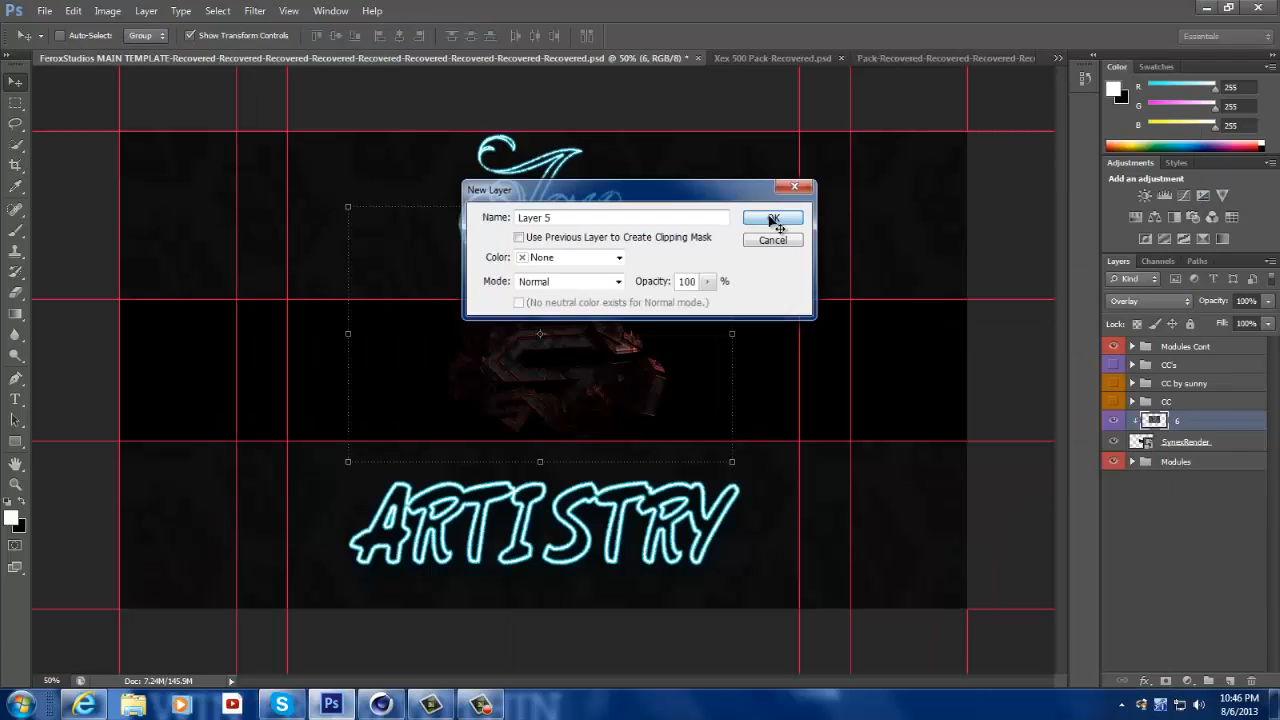 Ps File Edit Image Layer Type Select Filter View Window Help
Auto-Select: Group Show Transform Controls Essentials
FeroxStudios MAIN TEMPLATE-Recovered-Recovered-Recovered-Recovered-Recovered.psd @ 50% (6, RGB/8) * × Xex 500 Pack-Recovered.psd × Pack-Recovered-Recovered-Recovered-Reco
Color Swatches
R 255
G 255
B 255
Adjustments Styles
Add an adjustment
New Layer
Name: Layer 5 OK
Use Previous Layer to Create Clipping Mask
Cancel
Color: None
Mode: Normal Opacity: 100 %
(No neutral color exists for Normal mode.)
Layers Channels Paths
Kind
Overlay Opacity: 100%
Lock: Fill: 100%
Modules Cont
CC's
CC by sunny
CC
6
SynexRender
Modules
ARTISTRY
50% Doc: 7.24M/145.9M
10:46 PM
8/6/2013